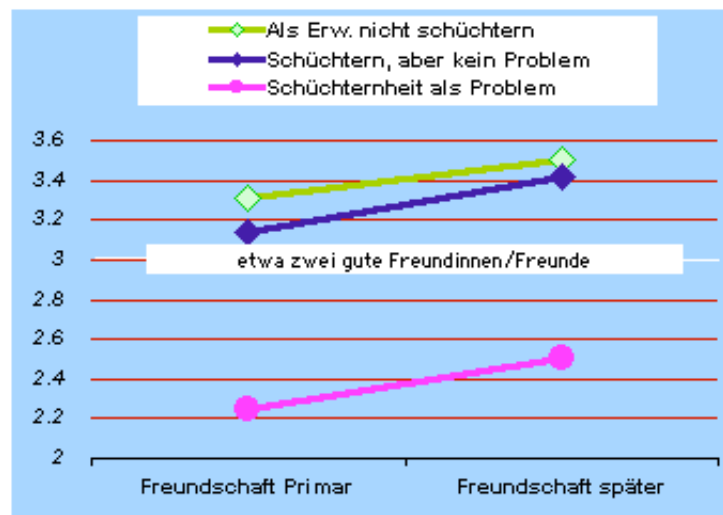 Als Erw. nicht schüchtern
Schüchtern, aber kein Problem
Schüchternheit als Problem
3.6
3.4
3.2
3
etwa zwei gute Freundinnen/Freunde
2.8
2.6
2.4
2.2
2
Freundschaft Primar Freundschaft später